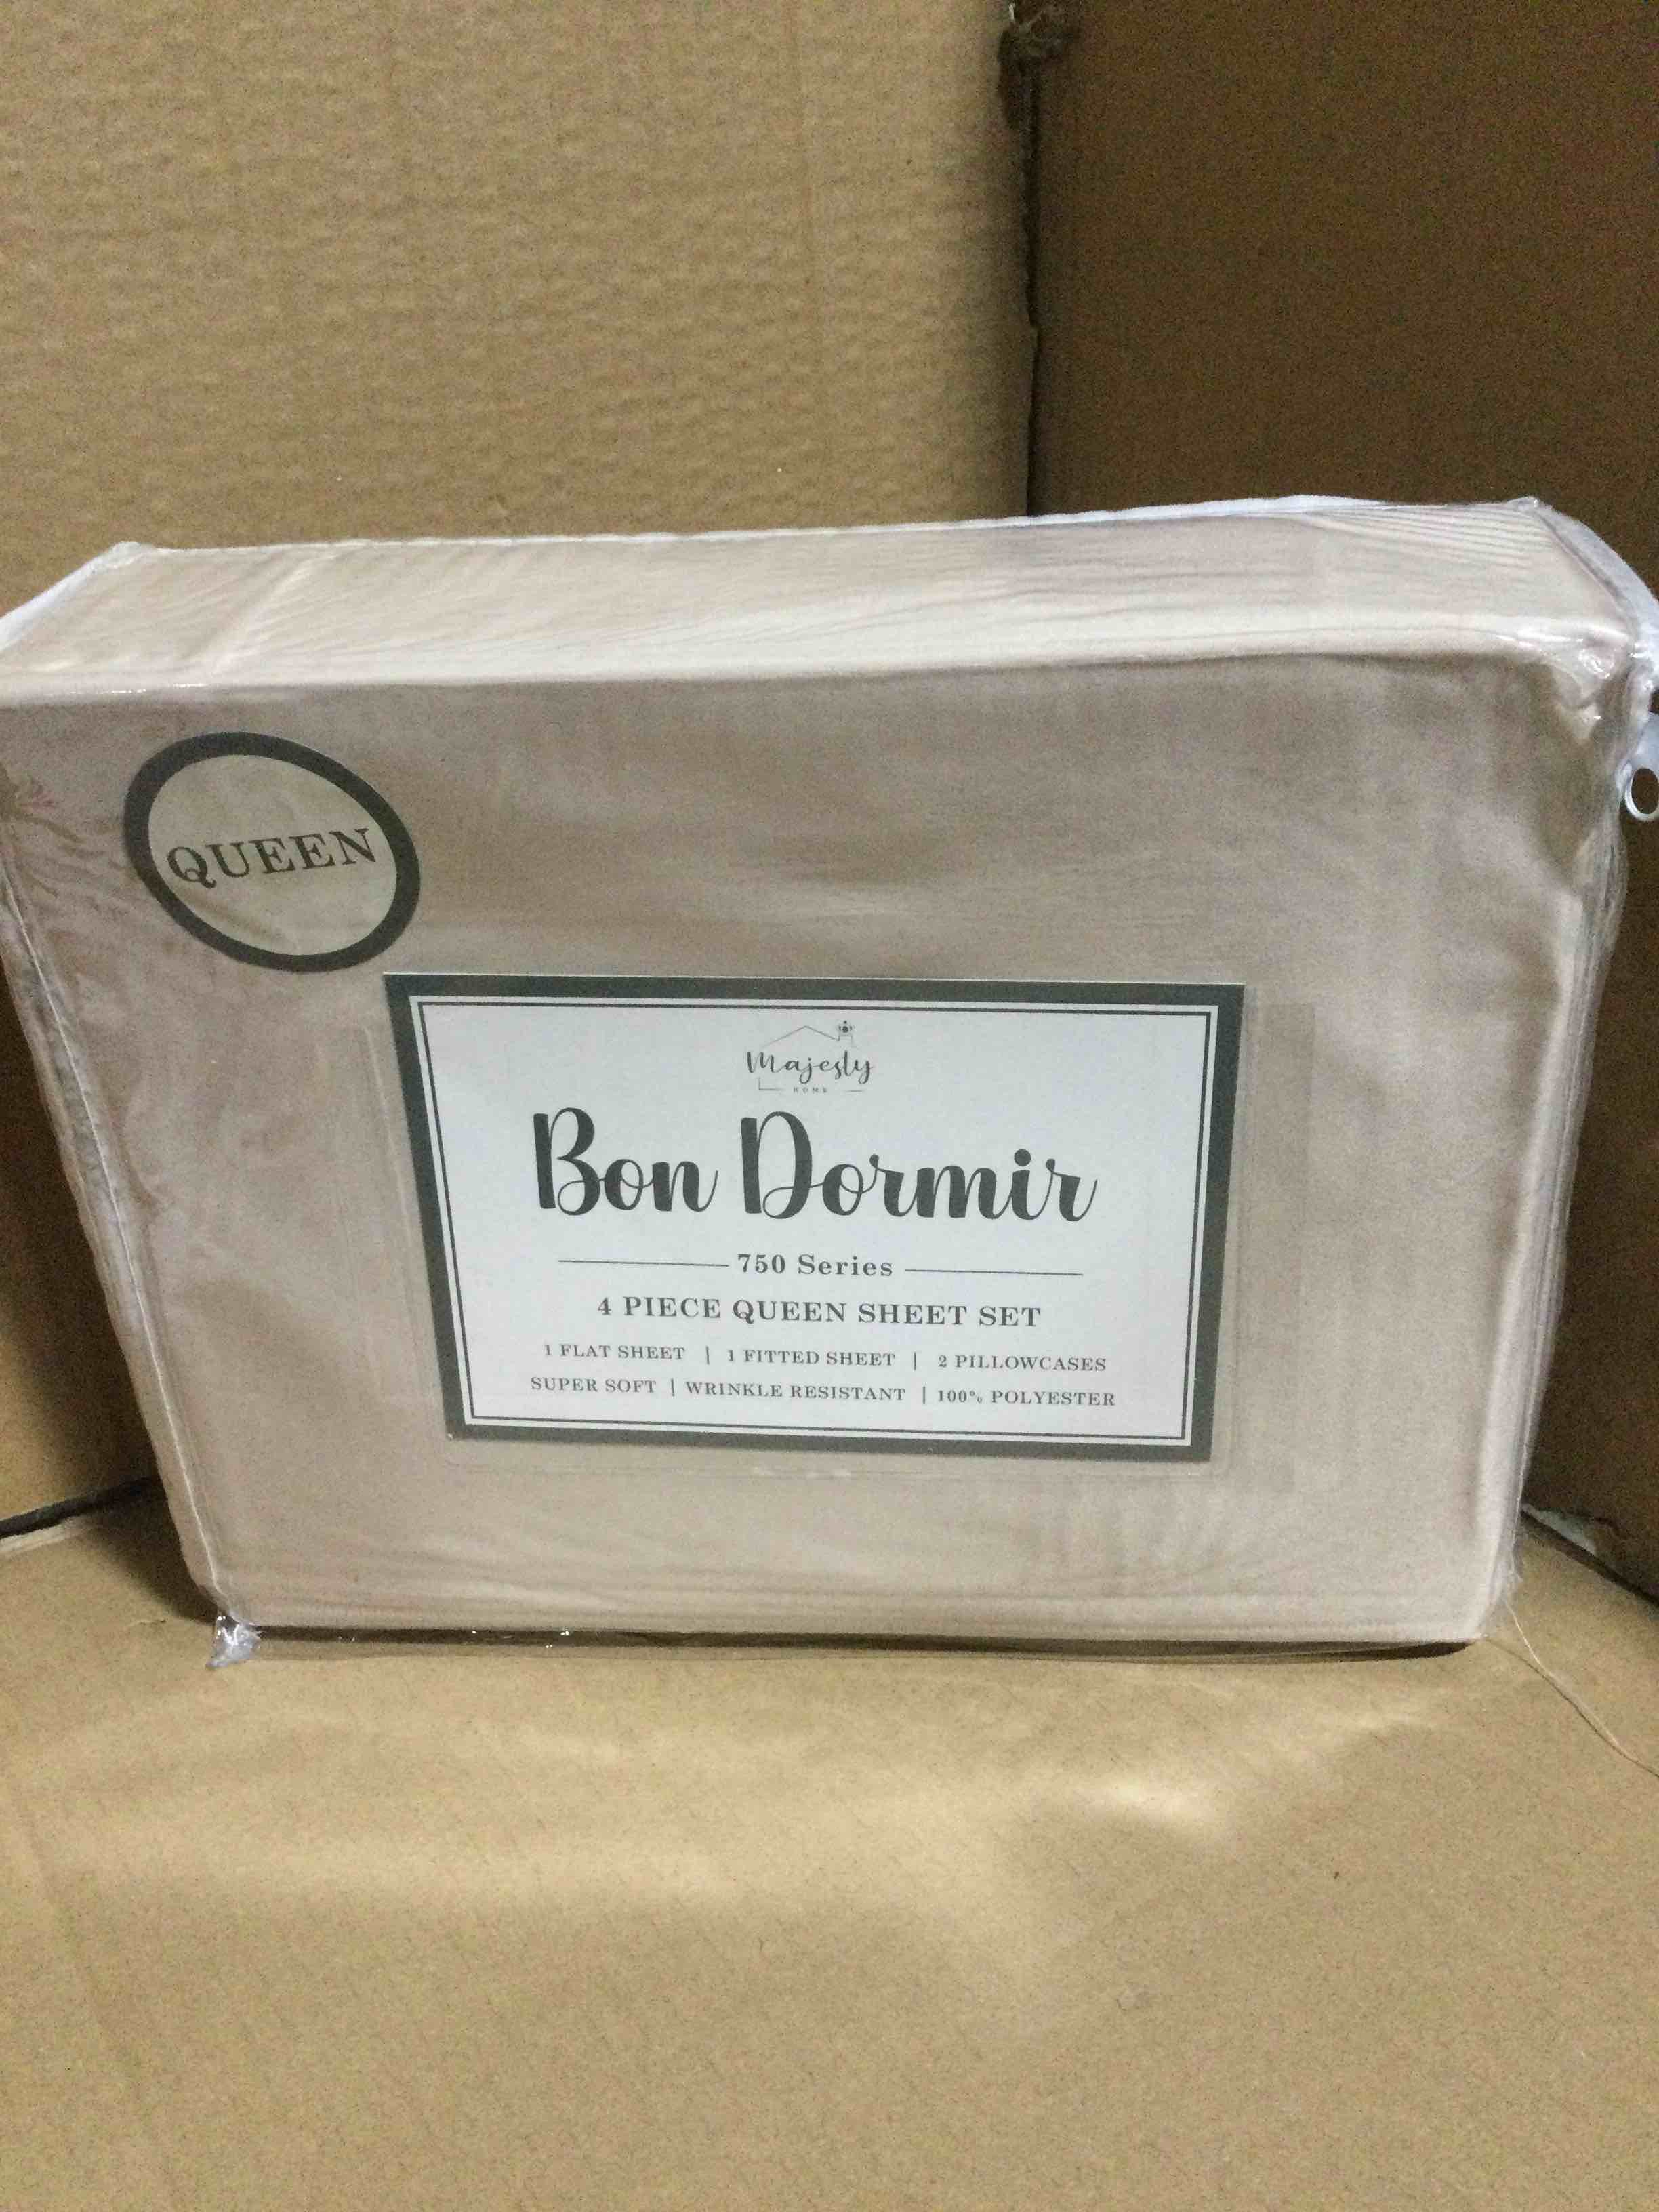 QUEEN
Majesty
HOME
Bon Dormir
750 Series
4 PIECE QUEEN SHEET SET
1 FLAT SHEET | 1 FITTED SHEET | 2 PILLOWCASES
SUPER SOFT | WRINKLE RESISTANT | 100% POLYESTER